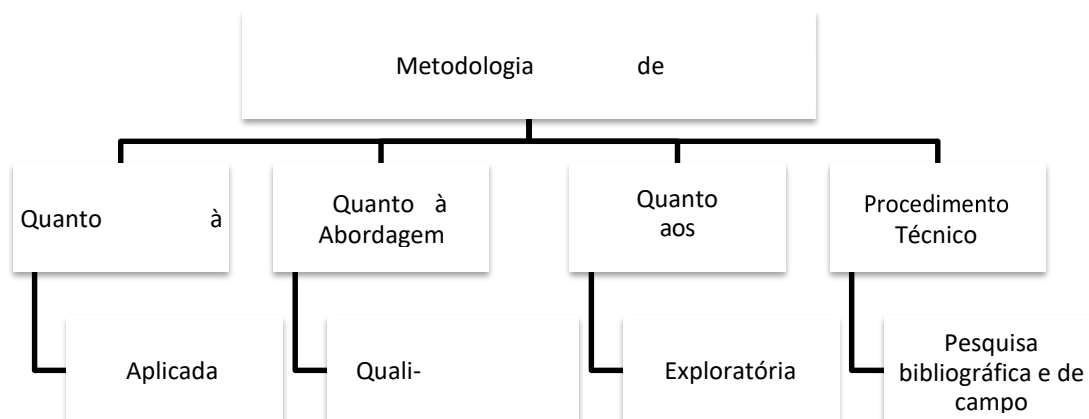 Metodologia de
Quanto à
Quanto à
Abordagem
Quanto
aos
Procedimento
Técnico
Aplicada
Quali-
Exploratória
Pesquisa
bibliográfica e de
campo